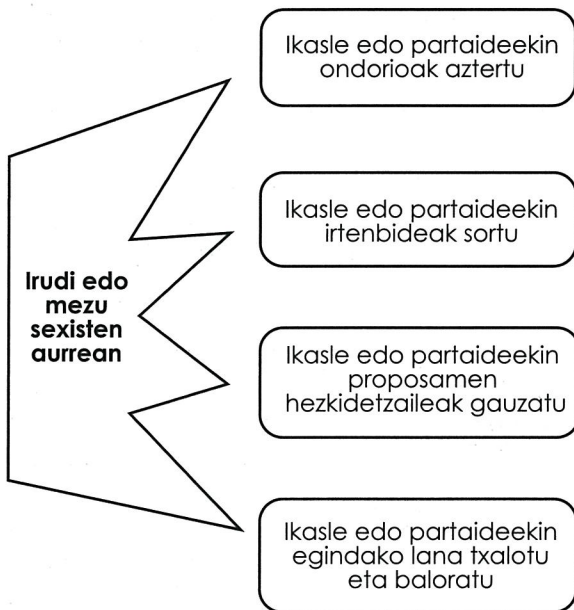 Ikasle edo partaideekin
ondorioak aztertu
Ikasle edo partaideekin
irtenbideak sortu
Irudi edo
mezu
sexisten
aurrean
Ikasle edo partaideekin
proposamen
hezkidetzaileak gauzatu
Ikasle edo partaideekin
egindako lana txalotu
eta baloratu